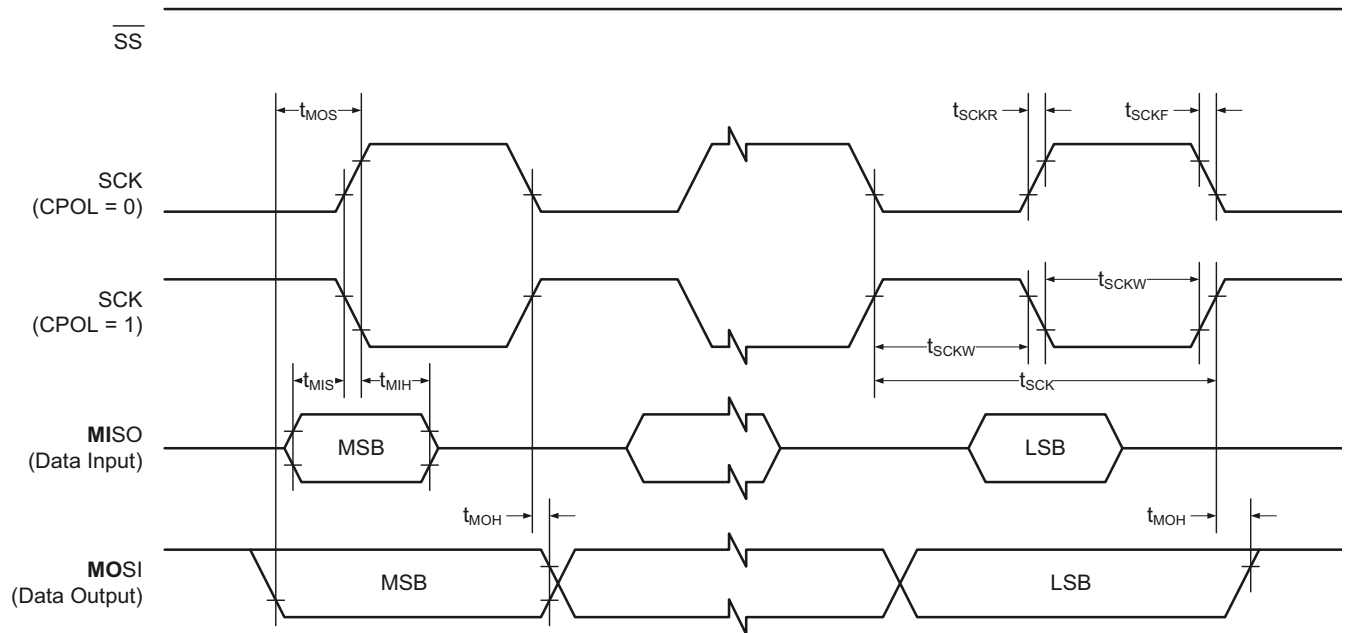 SS
tMOS
tSCKR
tSCKF
SCK
(CPOL = 0)
SCK
(CPOL = 1)
tSCKW
tSCKW
tMIS
tMIH
tSCK
MISO
(Data Input)
MSB
LSB
tMOH
tMOH
MOSI
(Data Output)
MSB
LSB